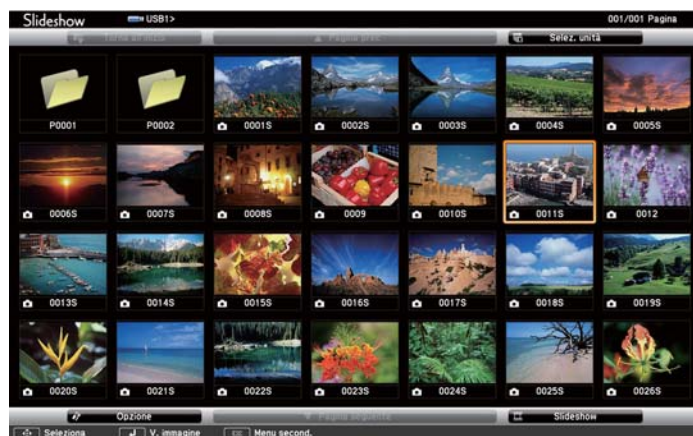 Slideshow USB1> 001/001 Pagina
Torna all'inizio Pagina prec. Selez. unità
P0001 P0002 0001S 0002S 0003S 0004S 0005S
0006S 0007S 0008S 0009 0010S 0011S 0012
0013S 0014S 0015S 0016S 0017S 0018S 0019S
0020S 0021S 0022S 0023S 0024S 0025S 0026S
Opzione Pagina seguente Slideshow
Seleziona V. immagine Esc Menu second.